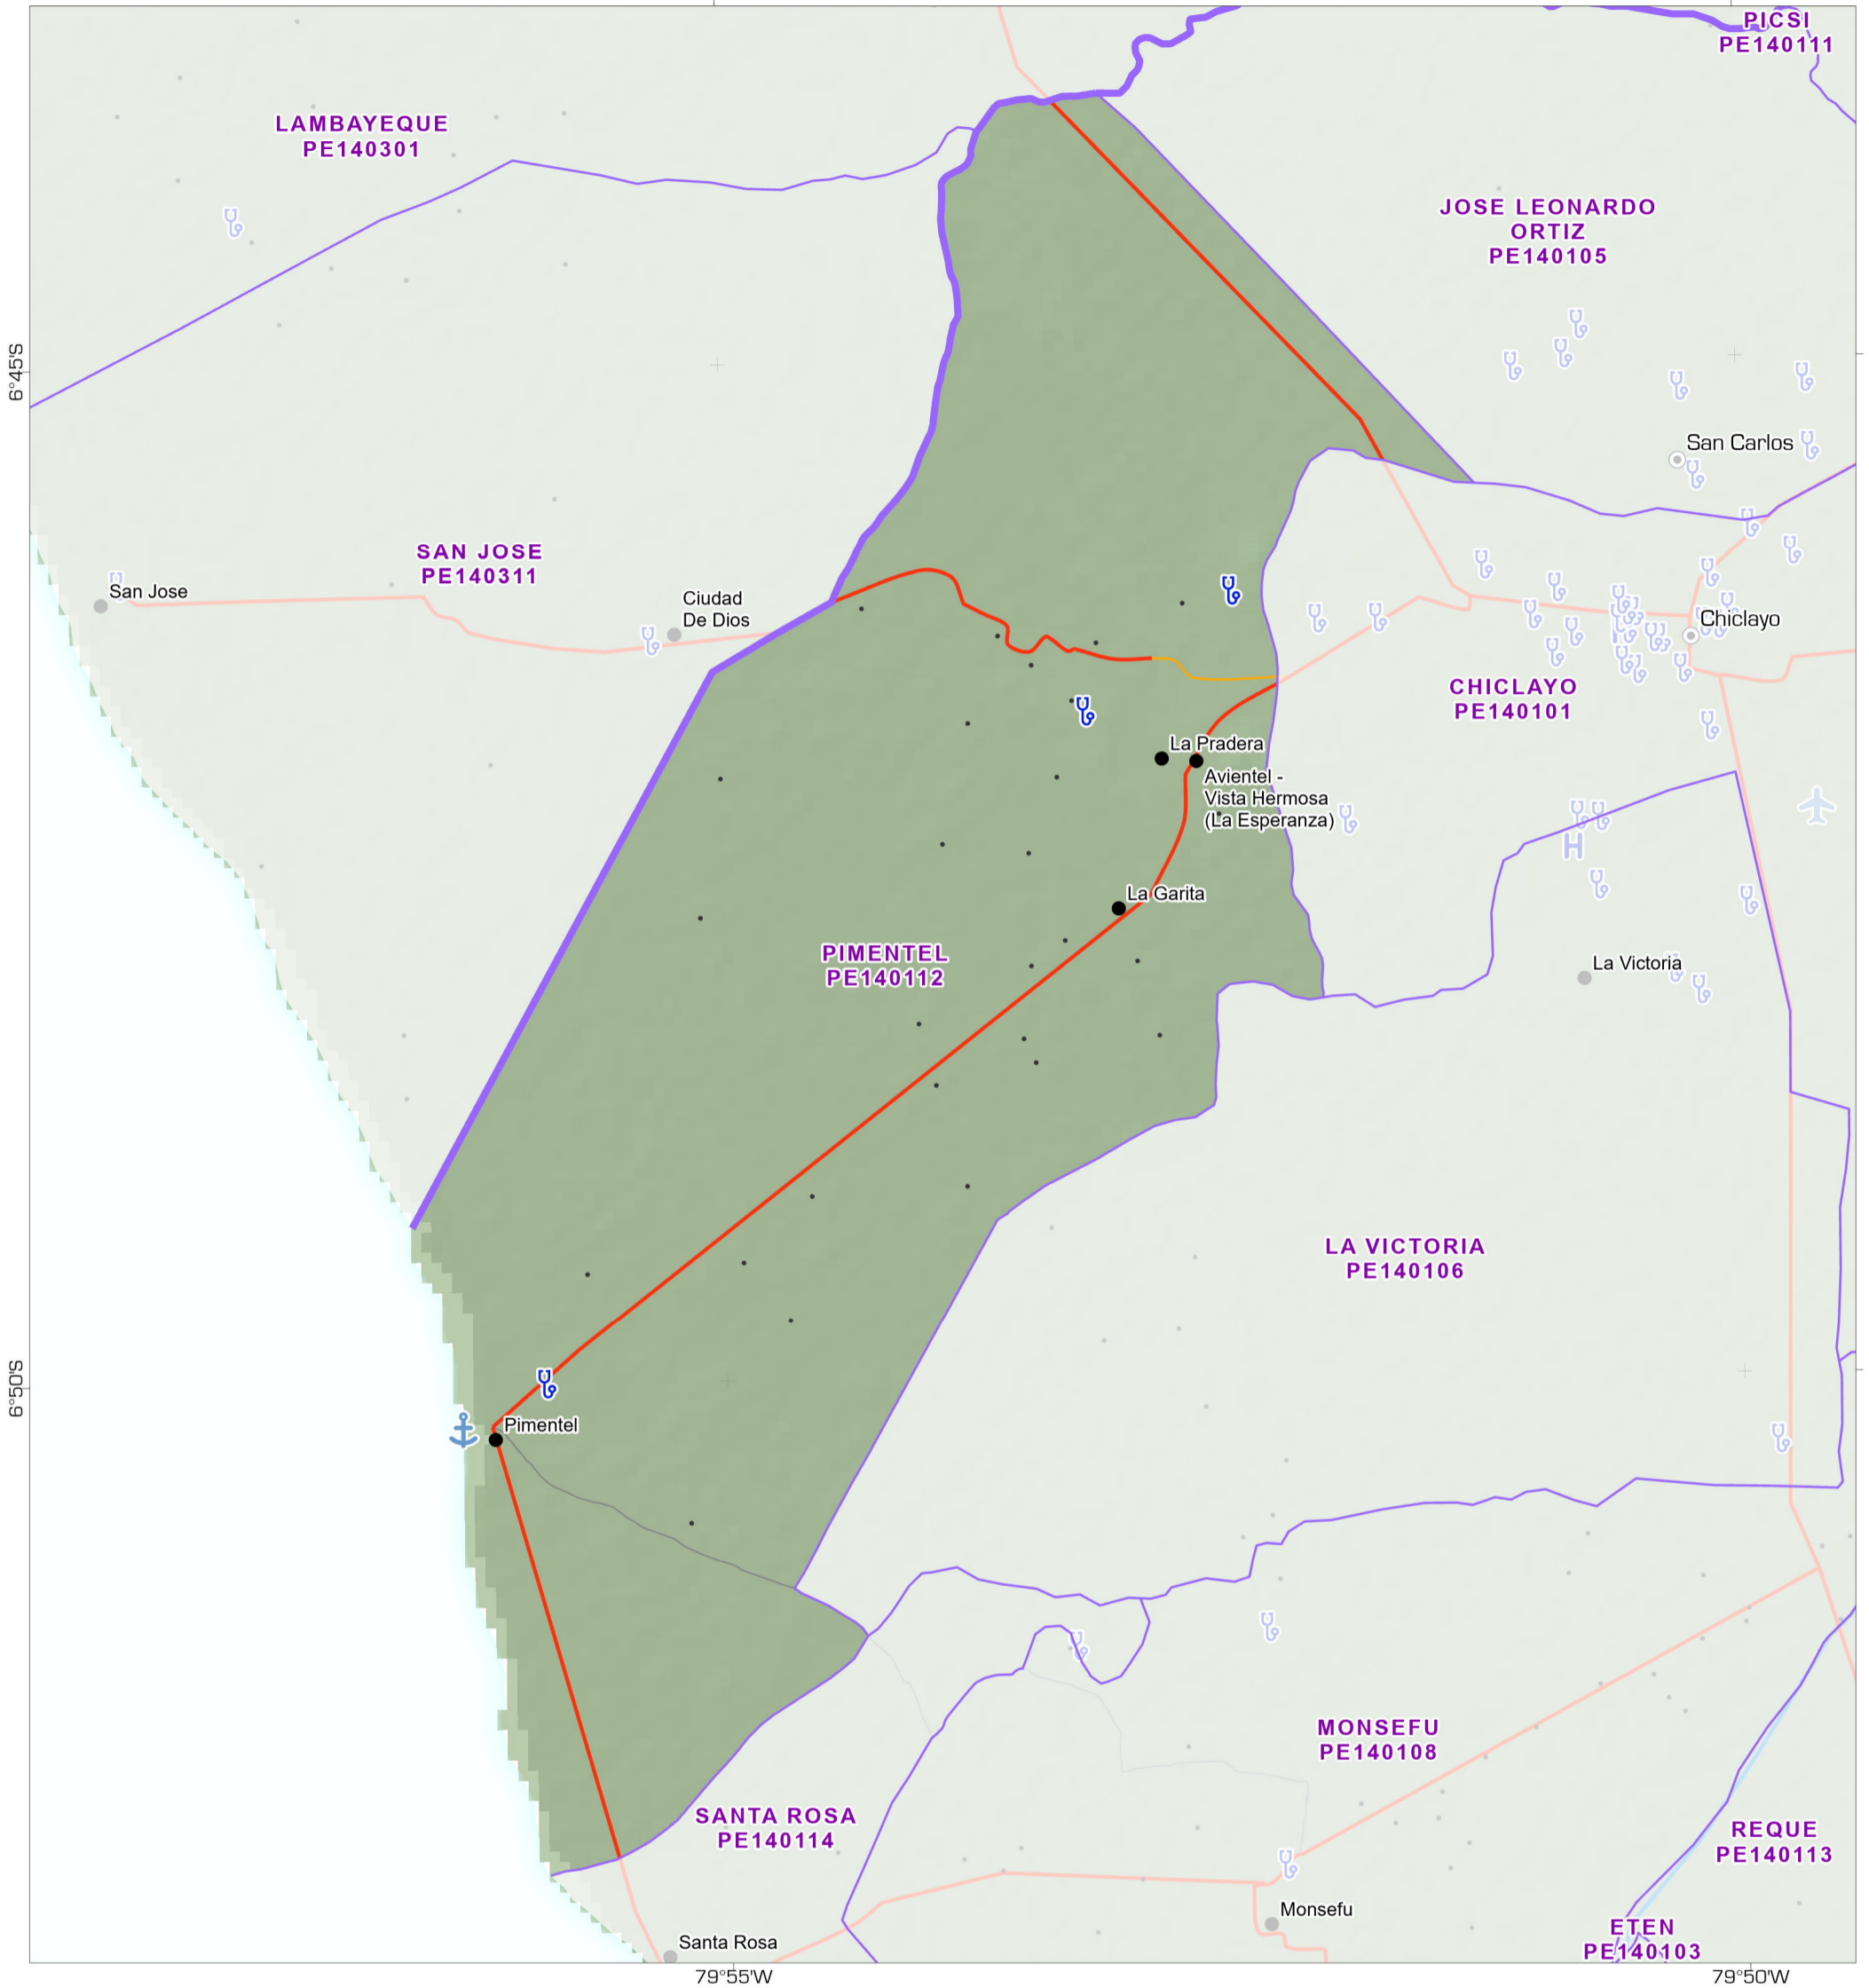 PICSI
PE140111
LAMBAYEQUE
PE140301
JOSE LEONARDO
ORTIZ
PE140105
6°45'S
San Carlos
SAN JOSE
PE140311
San Jose
Ciudad
De Dios
Chiclayo
CHICLAYO
PE140101
La Pradera
Avientel -
Vista Hermosa
(La Esperanza)
H
La Garita
PIMENTEL
PE140112
La Victoria
LA VICTORIA
PE140106
6°50'S
Pimentel
MONSEFU
PE140108
SANTA ROSA
PE140114
REQUE
PE140113
Monsefu
ETEN
PE140103
Santa Rosa
79°55'W
79°50'W